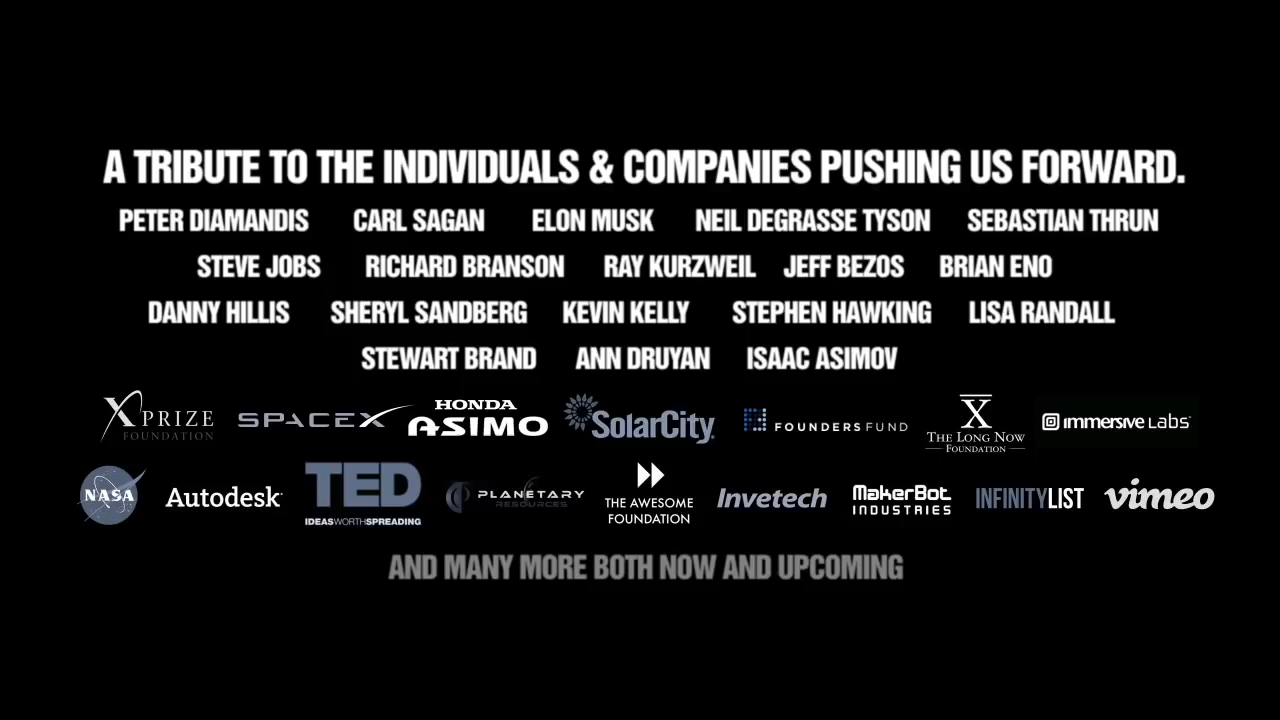 A TRIBUTE TO THE INDIVIDUALS & COMPANIES PUSHING US FORWARD.
PETER DIAMANDIS CARL SAGAN ELON MUSK NEIL DEGRASSE TYSON SEBASTIAN THRUN
STEVE JOBS RICHARD BRANSON RAY KURZWEIL JEFF BEZOS BRIAN ENO
DANNY HILLIS SHERYL SANDBERG KEVIN KELLY STEPHEN HAWKING LISA RANDALL
STEWART BRAND ANN DRUYAN ISAAC ASIMOV
X PRIZE
FOUNDATION
SPACEX
HONDA
ASIMO
SolarCity
FOUNDERS FUND
X
THE LONG NOW
FOUNDATION
immersive Labs
NASA
Autodesk
TED
IDEAS WORTH SPREADING
PLANETARY
RESOURCES
THE AWESOME
FOUNDATION
Invetech
MakerBot
INDUSTRIES
INFINITYLIST
vimeo
AND MANY MORE BOTH NOW AND UPCOMING